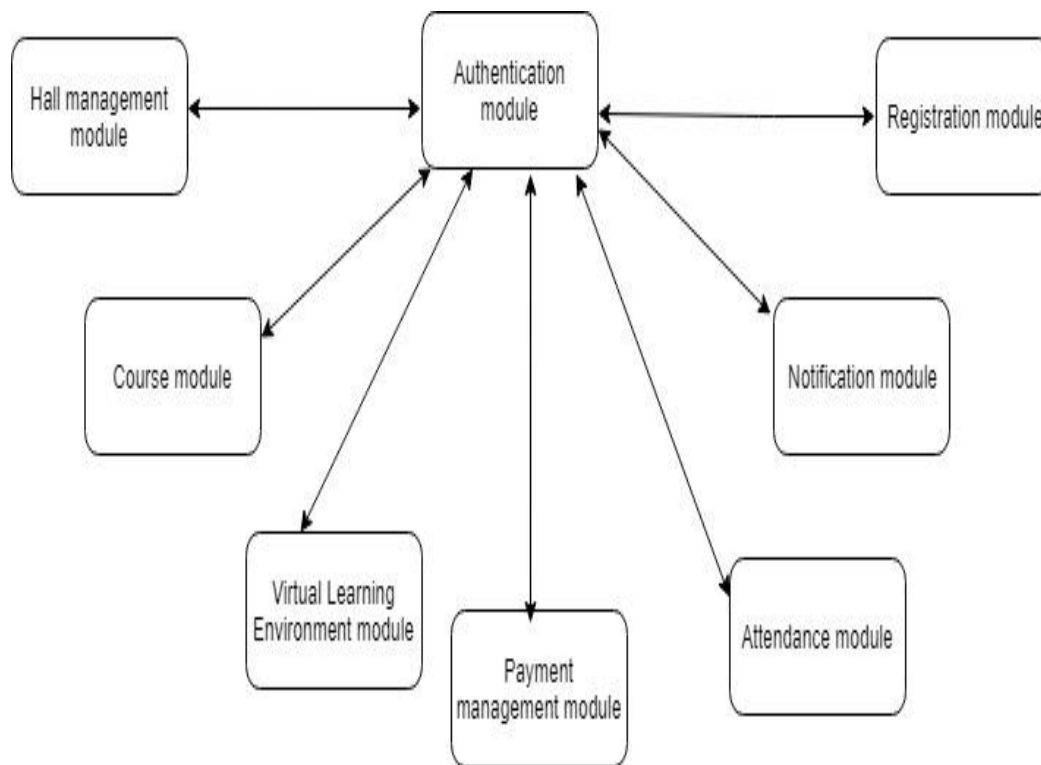 Authentication
module
Hall management
module
Registration module
Course module
Notification module
Virtual Learning
Environment module
Attendance module
Payment
management module